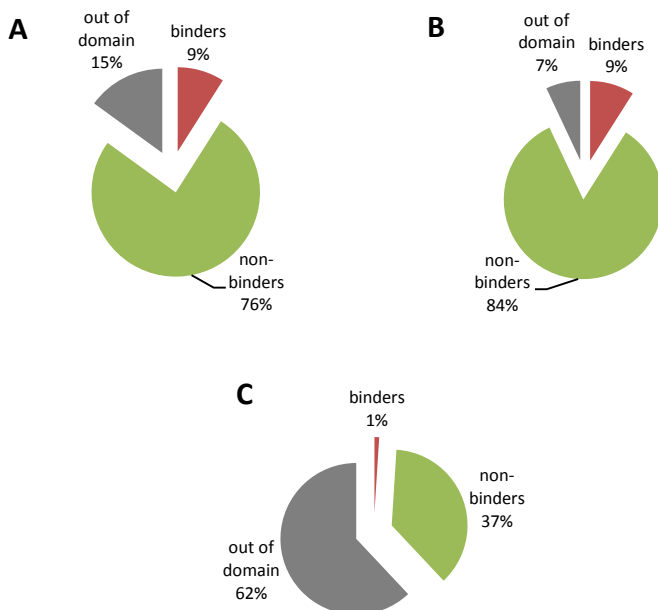 A
out of
domain
15%
binders
9%
non-
binders
76%
B
out of
domain
7%
binders
9%
non-
binders
84%
C
binders
1%
non-
binders
37%
out of
domain
62%